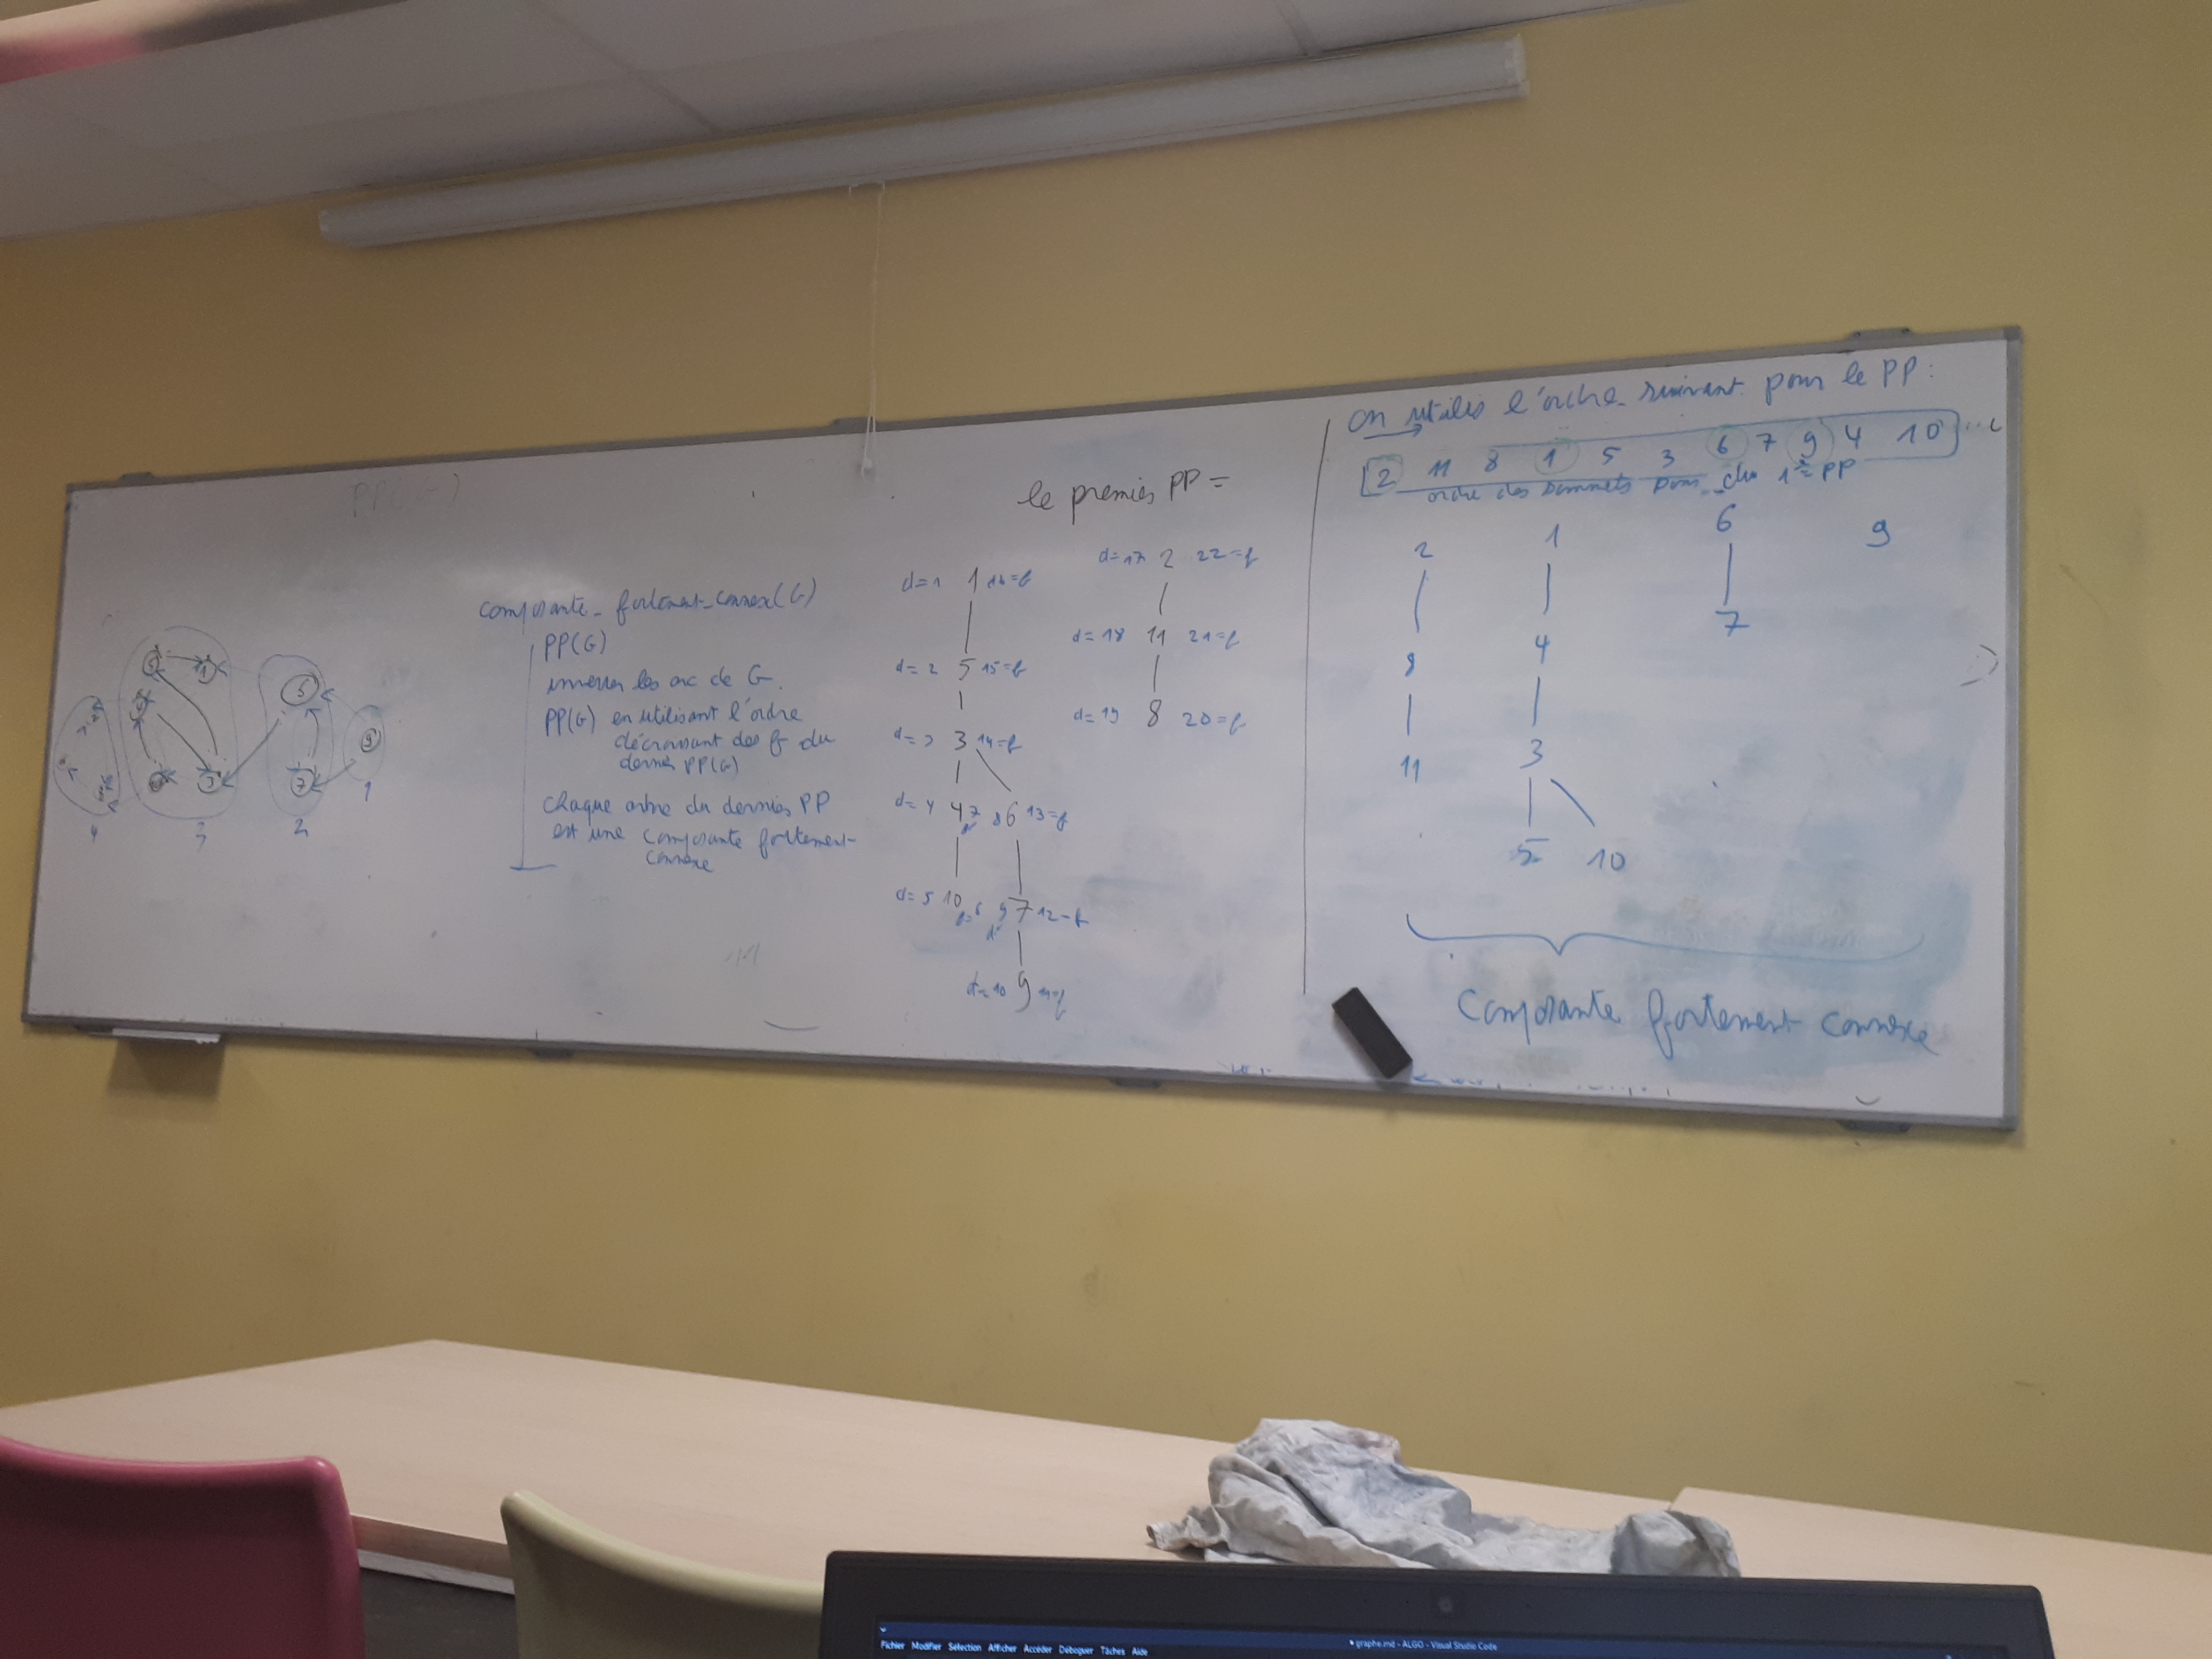 composante_fortement_connexe(G)
PP(G)
inverser les arc de G.
PP(G) en utilisant l'ordre
décroissant des f du
dernier PP(G)
chaque arbre du dernier PP
est une composante fortement-
connexe
4 3 2 1
le premier PP =
d=1 1 16=f
d=2 5 15=f
d=3 3 14=f
d=4 4 7 8 6 13=f
d=5 10 f=6 9 7 12=f
d=10 9 11=f
d=17 2 22=f
d=18 11 21=f
d=19 8 20=f
on utilis l'ordre suivant pour le PP :
2 11 8 1 5 3 6 7 9 4 10
ordre des sommets pour du 1er PP
2 1 6 9
8 4 7
11 3
5 10
Composante fortement connexe
Fichier Modifier Sélection Afficher Accéder Déboguer Tâches Aide
graphe.md - ALGO - Visual Studio Code